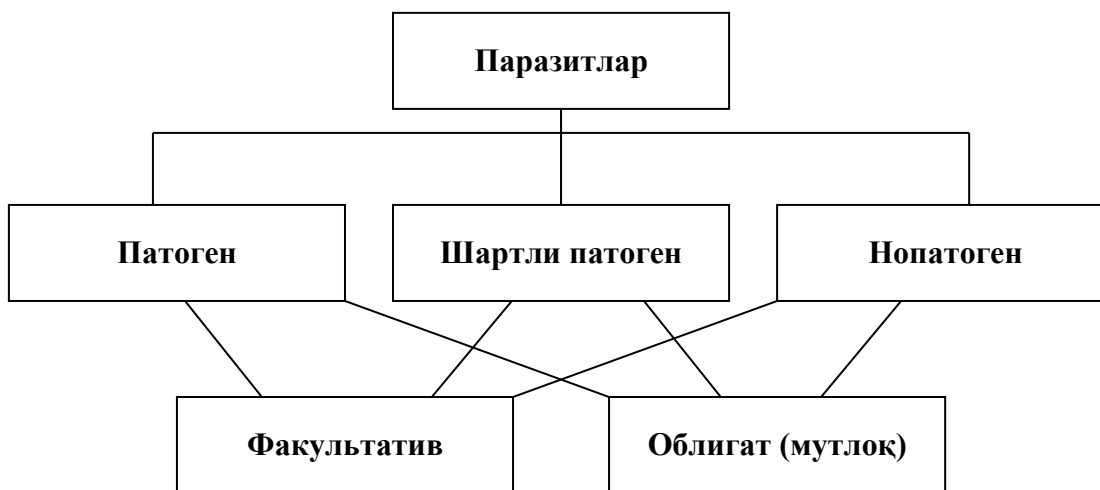 Паразитлар
Патоген
Шартли патоген
Нопатоген
Факультатив
Облигат (мутлоқ)